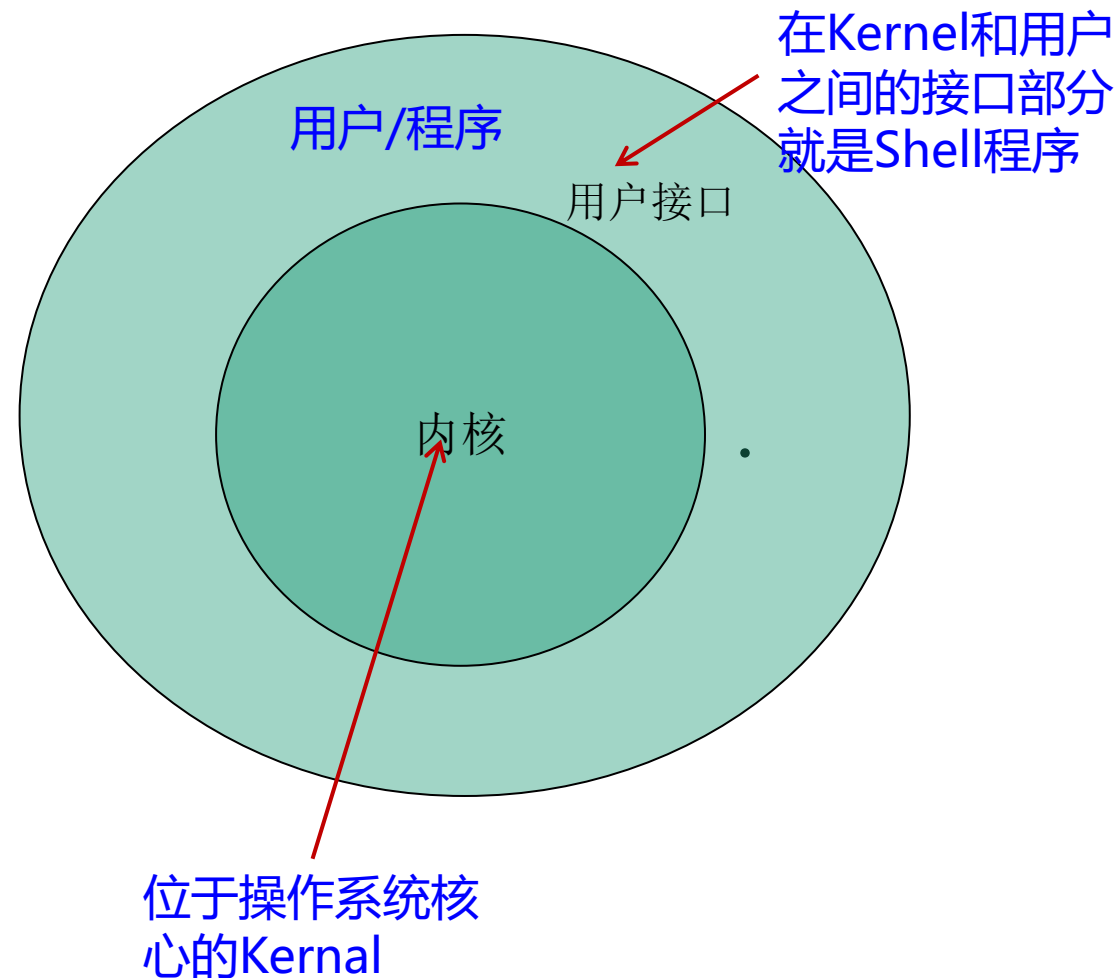 在Kernel和用户
之间的接口部分
就是Shell程序
用户/程序
用户接口
内核
位于操作系统核
心的Kernal